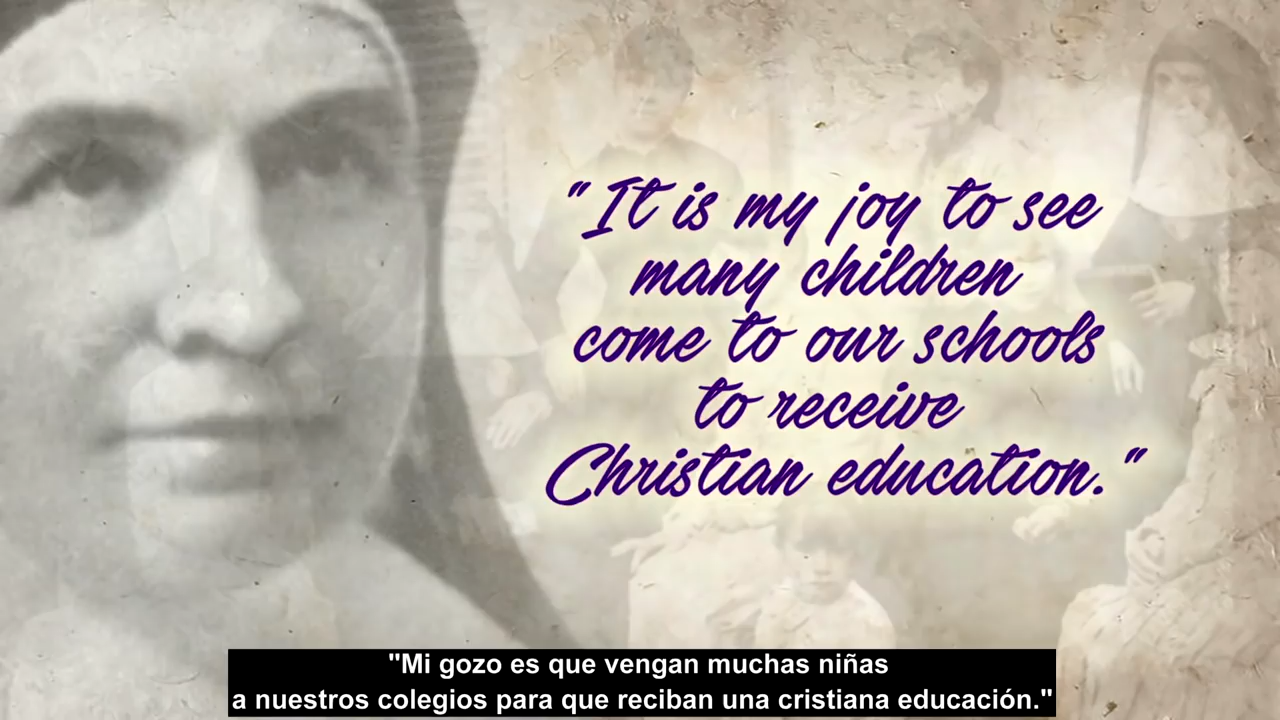 "It is my joy to see
many children
come to our schools
to receive
Christian education."
"Mi gozo es que vengan muchas niñas
a nuestros colegios para que reciban una cristiana educación."